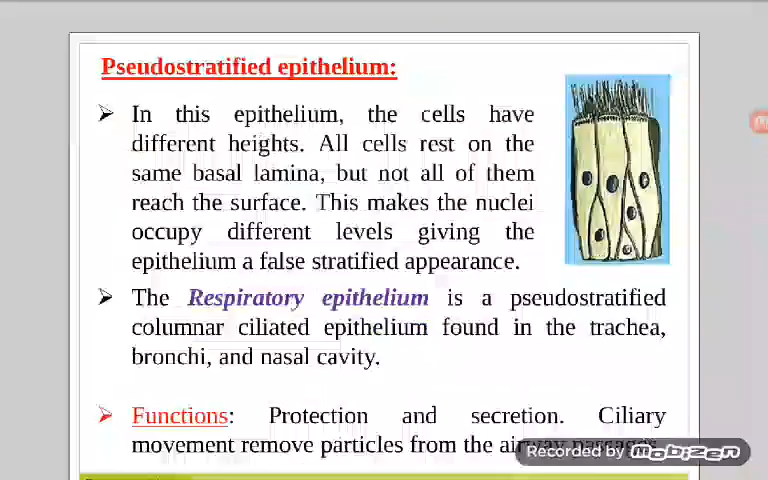 Pseudostratified epithelium:
➢ In this epithelium, the cells have
different heights. All cells rest on the
same basal lamina, but not all of them
reach the surface. This makes the nuclei
occupy different levels giving the
epithelium a false stratified appearance.
➢ The Respiratory epithelium is a pseudostratified
columnar ciliated epithelium found in the trachea,
bronchi, and nasal cavity.
➢ Functions: Protection and secretion. Ciliary
movement remove particles from the airway passages.
Recorded by mobizen